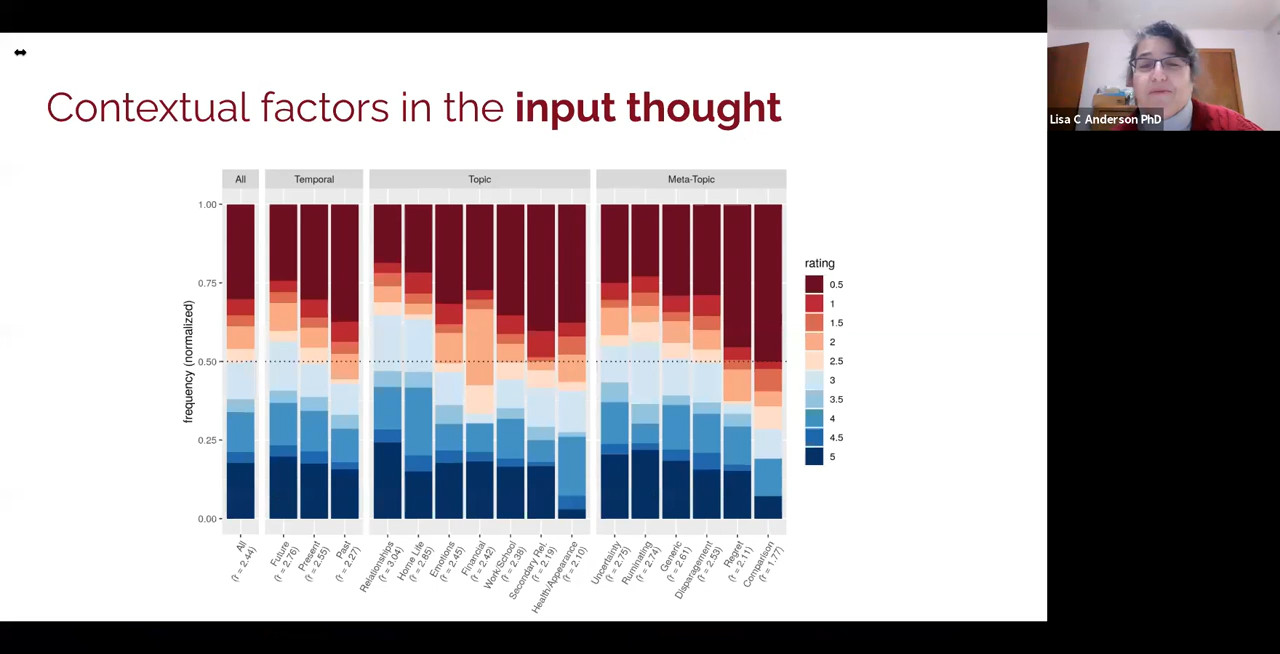 Contextual factors in the input thought
Lisa C Anderson PhD
All
Temporal
Topic
Meta-Topic
frequency (normalized)
1.00
0.75
0.50
0.25
0.00
rating
0.5
1
1.5
2
2.5
3
3.5
4
4.5
5
All
(r̄ = 2.44)
Future
(r̄ = 2.76)
Present
(r̄ = 2.55)
Past
(r̄ = 2.27)
Relationships
(r̄ = 3.04)
Home Life
(r̄ = 2.85)
Emotions
(r̄ = 2.45)
Financial
(r̄ = 2.42)
Work/School
(r̄ = 2.38)
Secondary Rel.
(r̄ = 2.19)
Health/Appearance
(r̄ = 2.10)
Uncertainty
(r̄ = 2.75)
Ruminating
(r̄ = 2.74)
Generic
(r̄ = 2.61)
Disparagement
(r̄ = 2.53)
Regret
(r̄ = 2.11)
Comparison
(r̄ = 1.77)